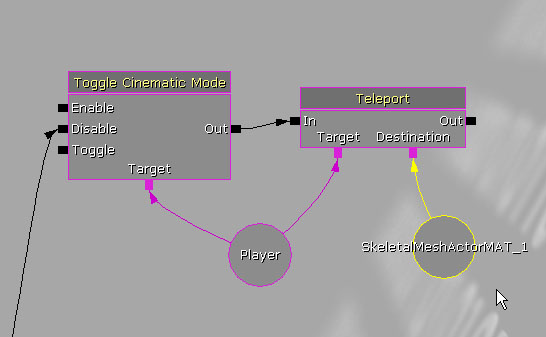 Toggle Cinematic Mode
Enable
Disable
Out
Toggle
Target
Teleport
In
Out
Target
Destination
Player
SkeletalMeshActorMAT_1